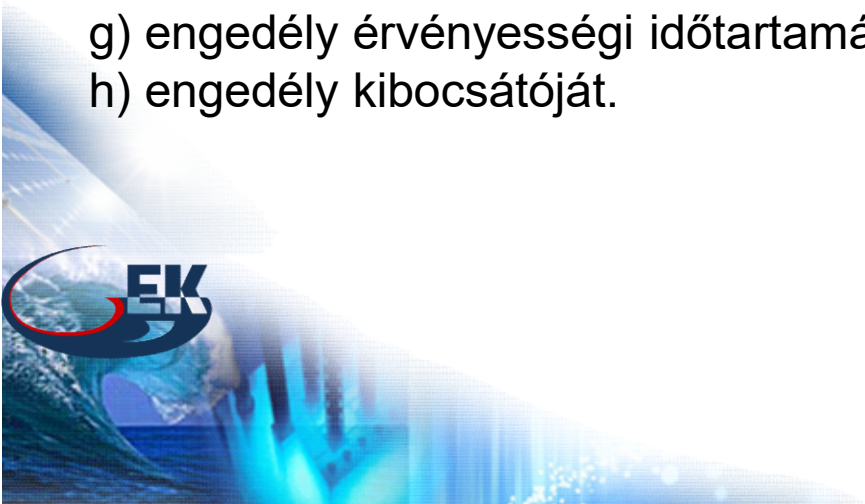 g) engedély érvényességi időtartamá
h) engedély kibocsátóját.
EK